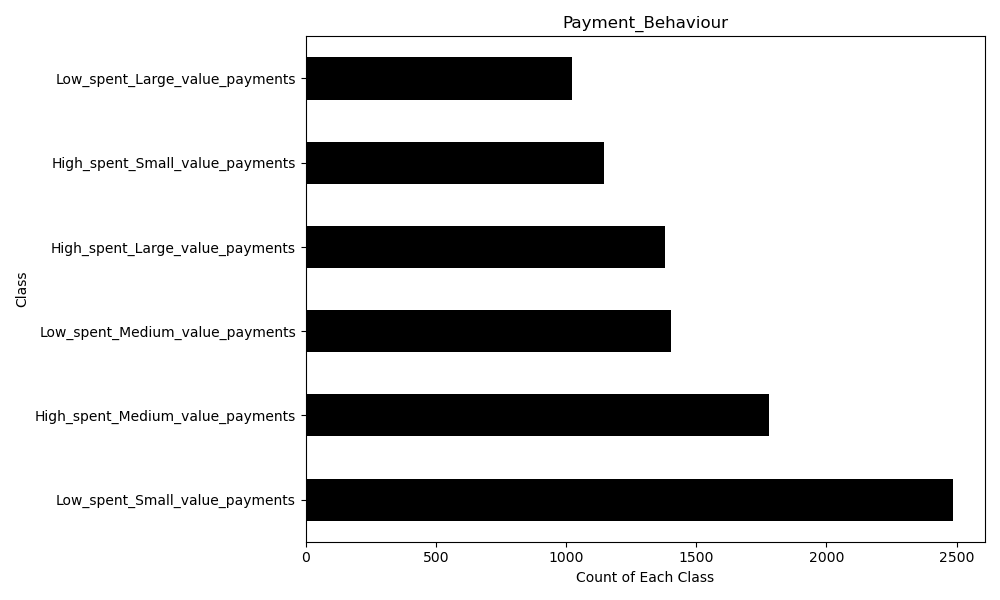 Payment_Behaviour
Low_spent_Large_value_payments
High_spent_Small_value_payments
High_spent_Large_value_payments
Low_spent_Medium_value_payments
High_spent_Medium_value_payments
Low_spent_Small_value_payments
Class
0 500 1000 1500 2000 2500
Count of Each Class